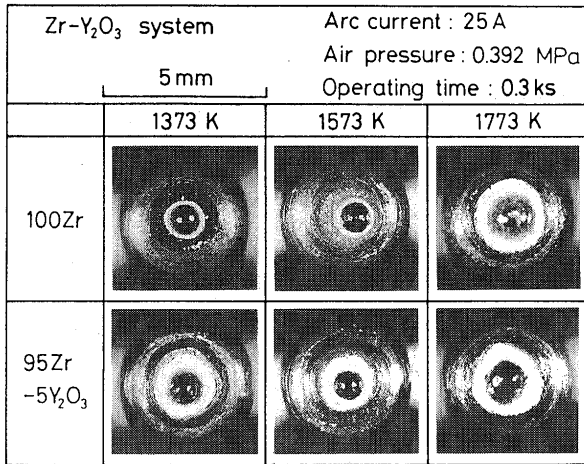 Zr-Y₂O₃ system
Arc current : 25 A
Air pressure : 0.392 MPa
Operating time : 0.3 ks
5 mm
1373 K 1573 K 1773 K
100Zr
95Zr
-5Y₂O₃